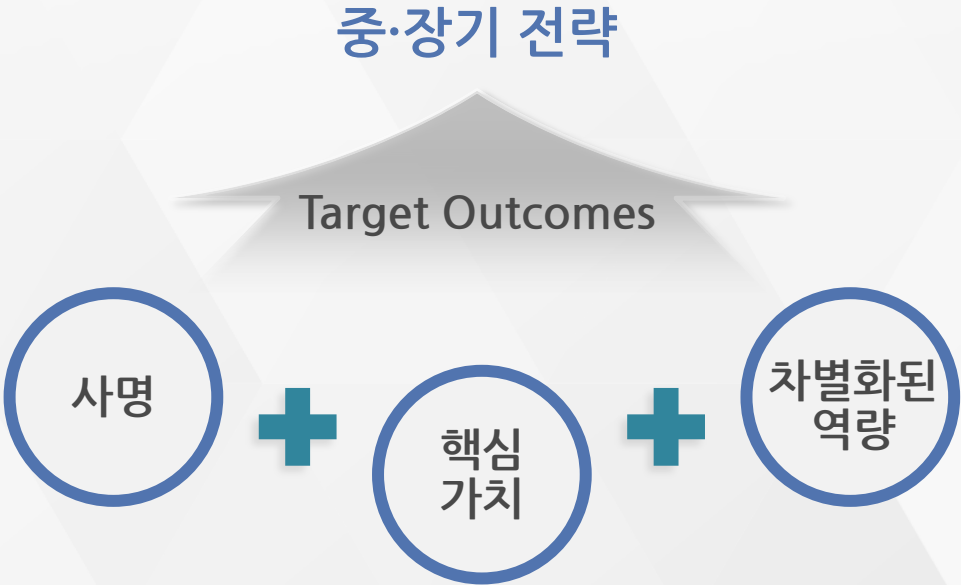 중·장기 전략
Target Outcomes
사명
핵심
가치
차별화된
역량